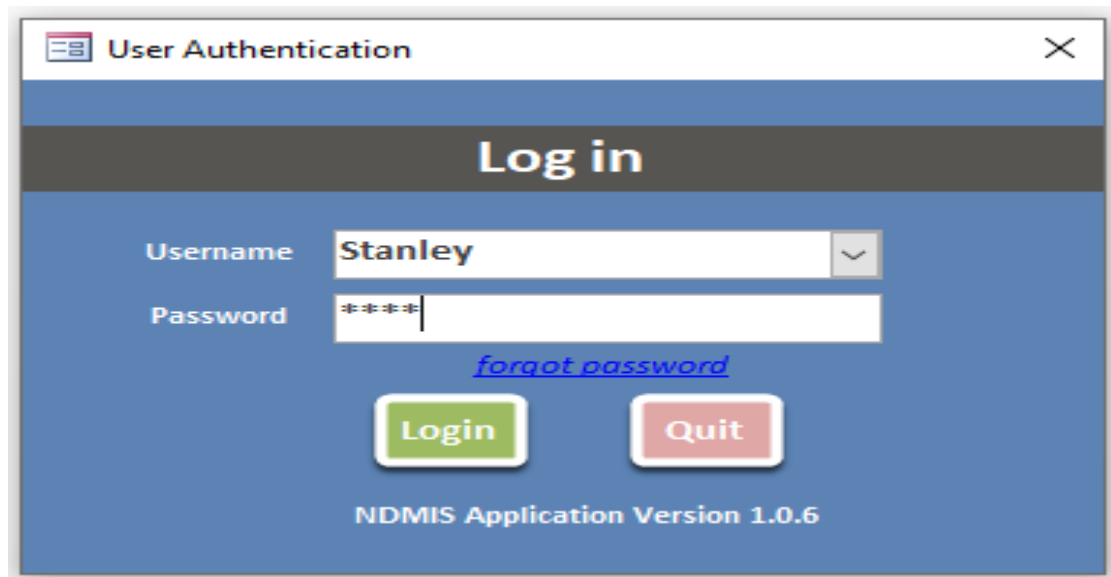 User Authentication
Log in
Username Stanley
Password ****
forgot password
Login Quit
NDMIS Application Version 1.0.6